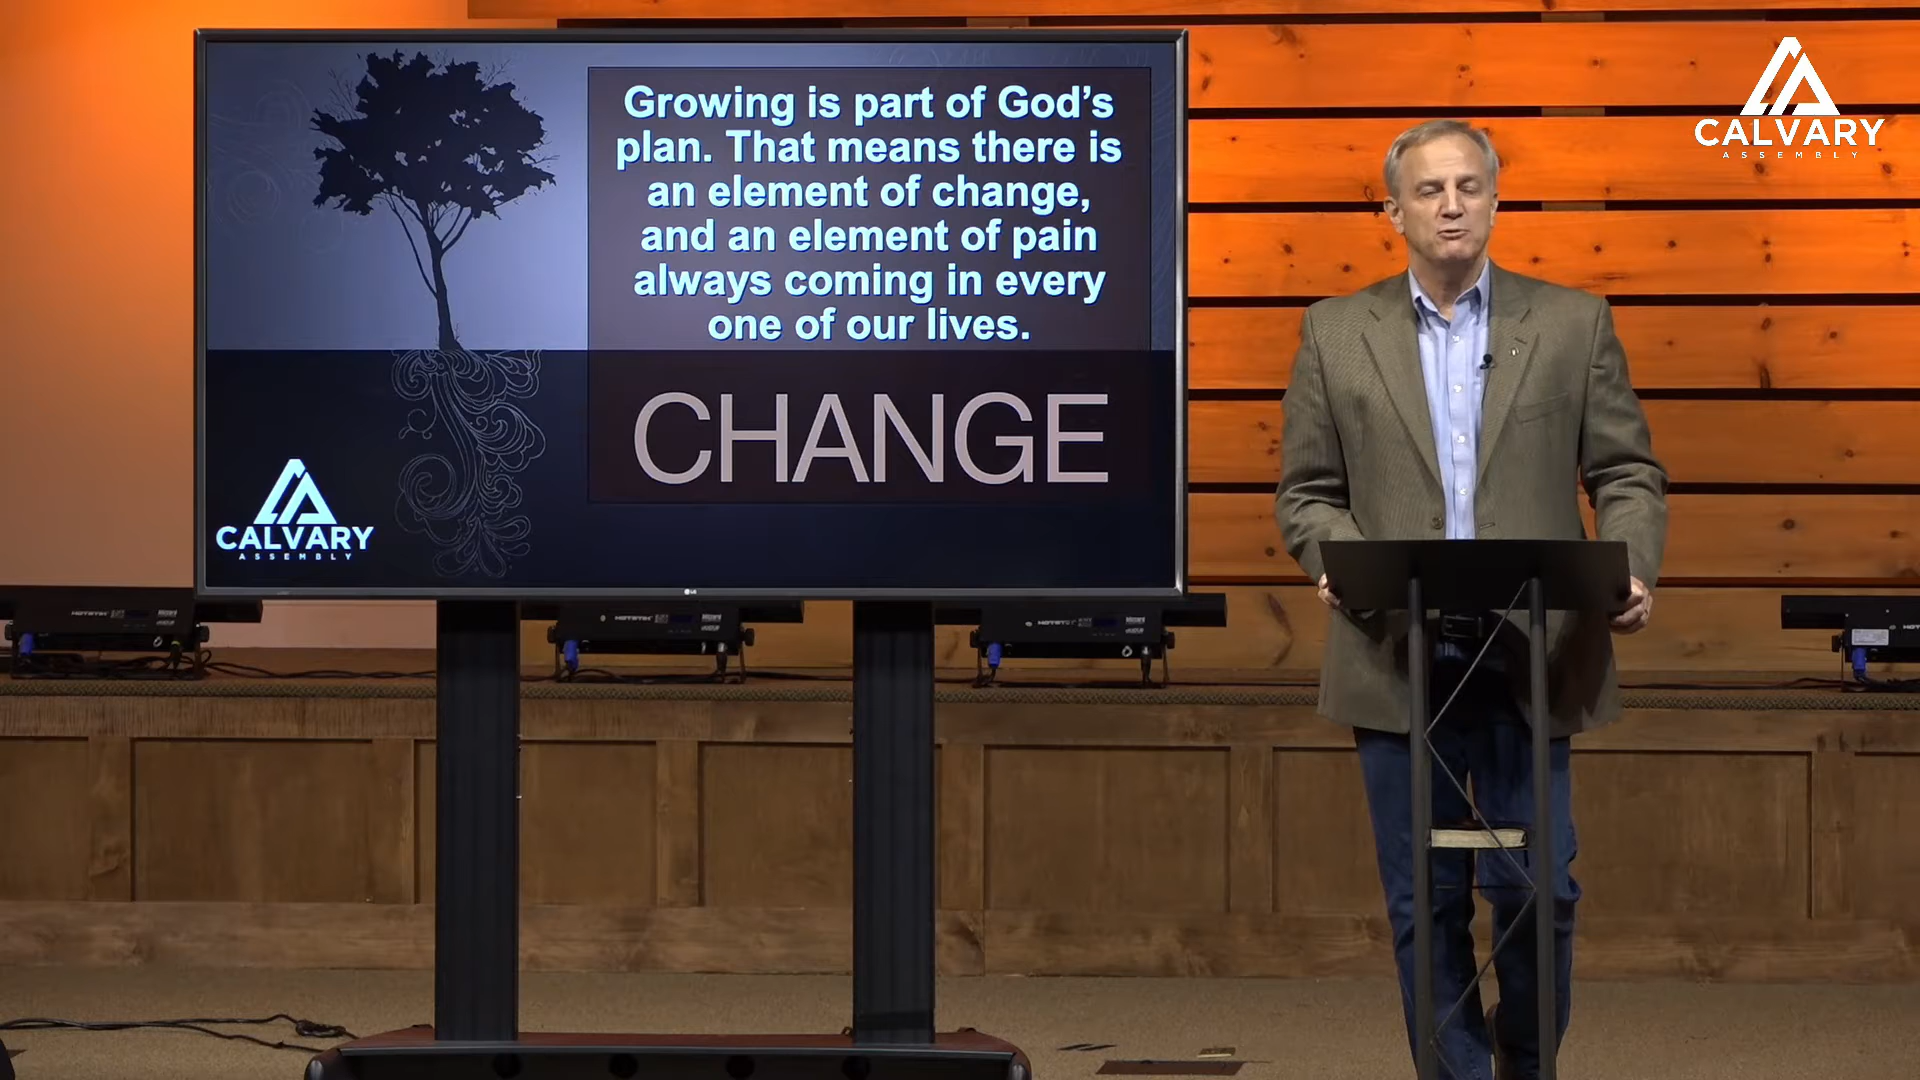 Growing is part of God's
plan. That means there is
an element of change,
and an element of pain
always coming in every
one of our lives.
CHANGE
CALVARY
ASSEMBLY
CALVARY
ASSEMBLY
LG